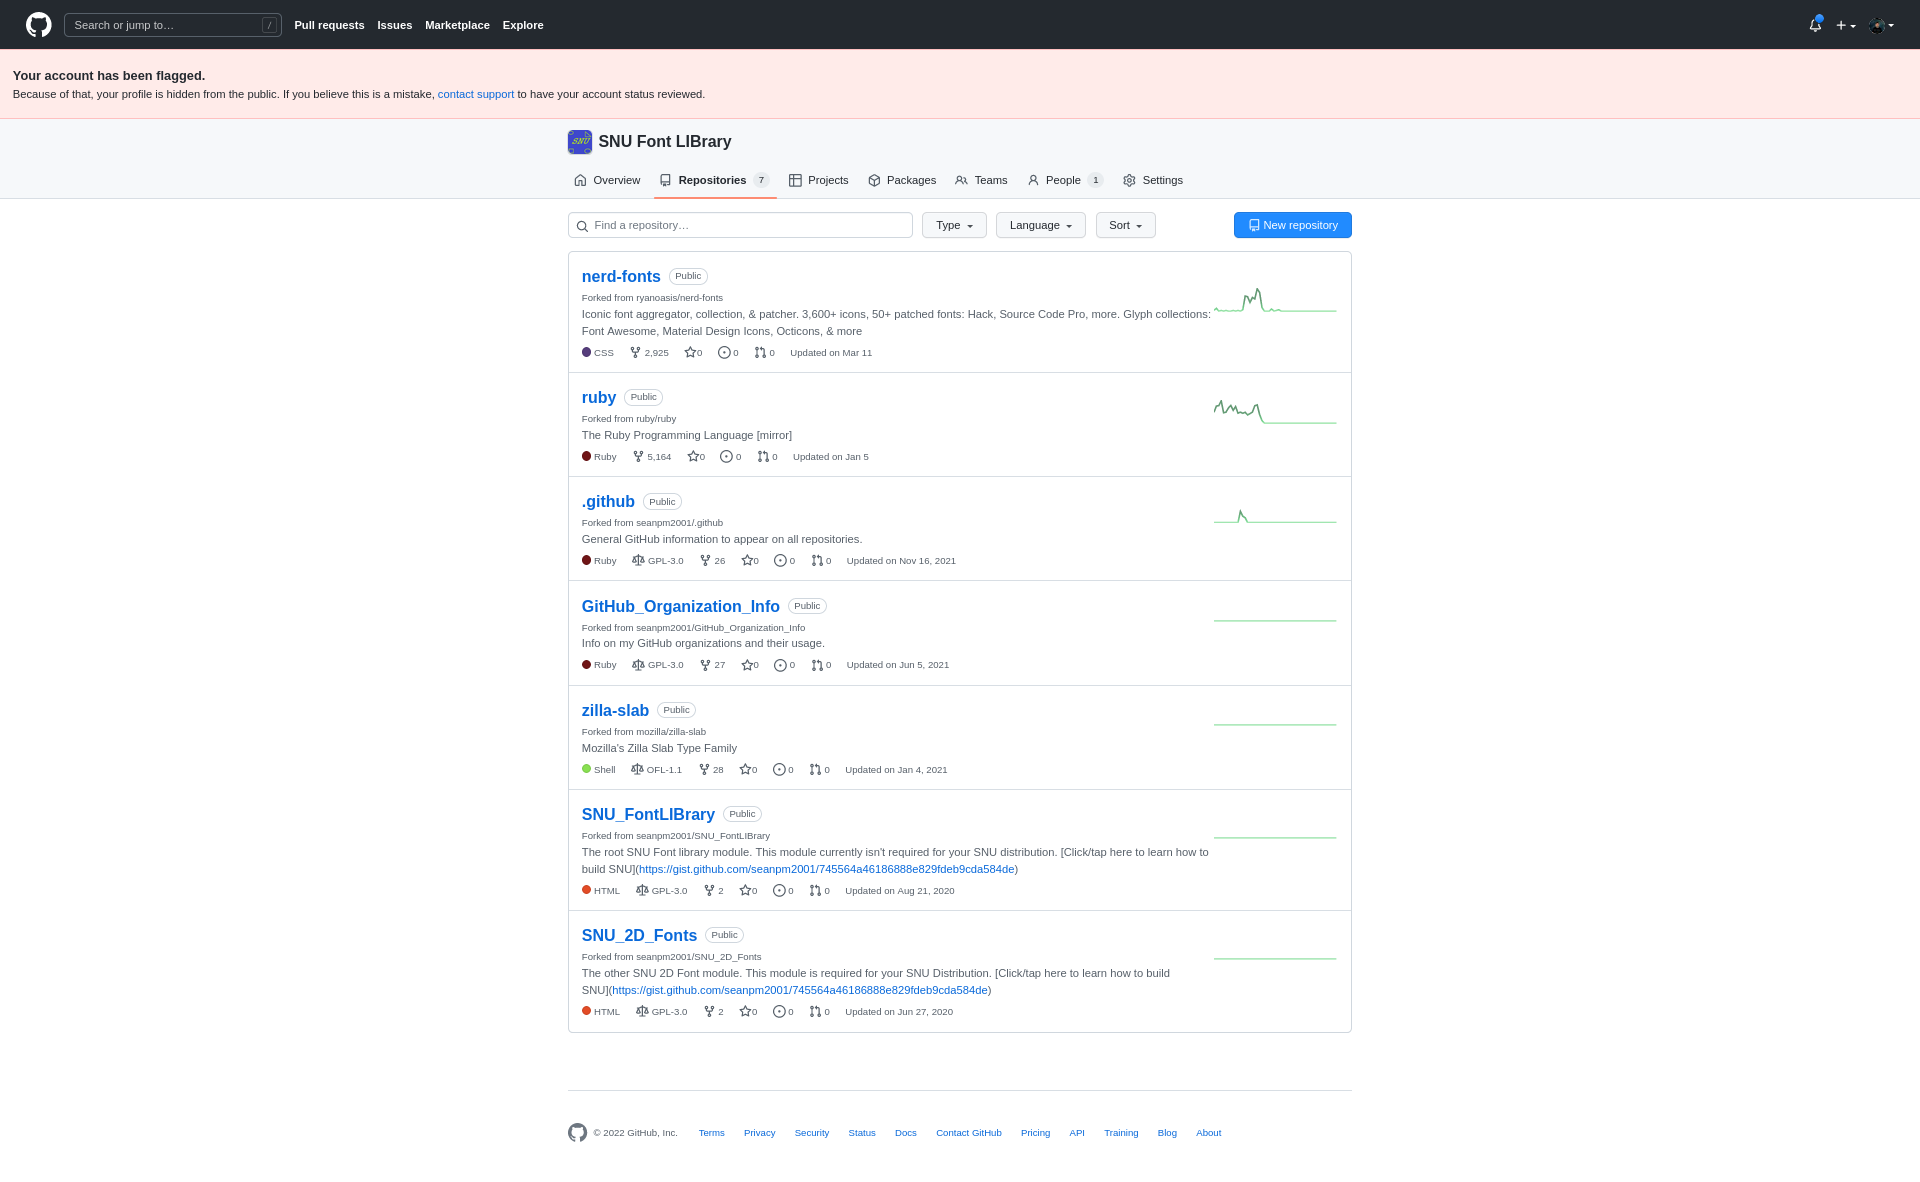 Search or jump to… /
Pull requests Issues Marketplace Explore
Your account has been flagged.
Because of that, your profile is hidden from the public. If you believe this is a mistake, contact support to have your account status reviewed.
SNU SNU Font LIBrary
Overview Repositories 7 Projects Packages Teams People 1 Settings
Find a repository… Type Language Sort New repository
nerd-fonts Public
Forked from ryanoasis/nerd-fonts
Iconic font aggregator, collection, & patcher. 3,600+ icons, 50+ patched fonts: Hack, Source Code Pro, more. Glyph collections:
Font Awesome, Material Design Icons, Octicons, & more
CSS 2,925 0 0 0 Updated on Mar 11
ruby Public
Forked from ruby/ruby
The Ruby Programming Language [mirror]
Ruby 5,164 0 0 0 Updated on Jan 5
.github Public
Forked from seanpm2001/.github
General GitHub information to appear on all repositories.
Ruby GPL-3.0 26 0 0 0 Updated on Nov 16, 2021
GitHub_Organization_Info Public
Forked from seanpm2001/GitHub_Organization_Info
Info on my GitHub organizations and their usage.
Ruby GPL-3.0 27 0 0 0 Updated on Jun 5, 2021
zilla-slab Public
Forked from mozilla/zilla-slab
Mozilla's Zilla Slab Type Family
Shell OFL-1.1 28 0 0 0 Updated on Jan 4, 2021
SNU_FontLIBrary Public
Forked from seanpm2001/SNU_FontLIBrary
The root SNU Font library module. This module currently isn't required for your SNU distribution. [Click/tap here to learn how to
build SNU](https://gist.github.com/seanpm2001/745564a46186888e829fdeb9cda584de)
HTML GPL-3.0 2 0 0 0 Updated on Aug 21, 2020
SNU_2D_Fonts Public
Forked from seanpm2001/SNU_2D_Fonts
The other SNU 2D Font module. This module is required for your SNU Distribution. [Click/tap here to learn how to build
SNU](https://gist.github.com/seanpm2001/745564a46186888e829fdeb9cda584de)
HTML GPL-3.0 2 0 0 0 Updated on Jun 27, 2020
© 2022 GitHub, Inc. Terms Privacy Security Status Docs Contact GitHub Pricing API Training Blog About